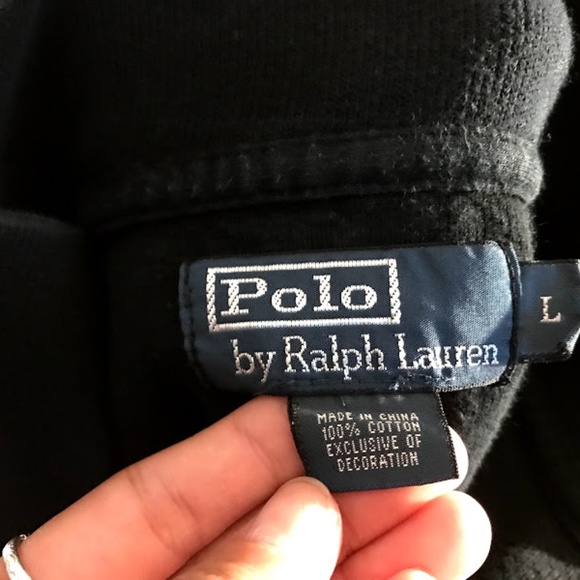 Polo
by Ralph Lauren
L
MADE IN CHINA
100% COTTON
EXCLUSIVE OF
DECORATION